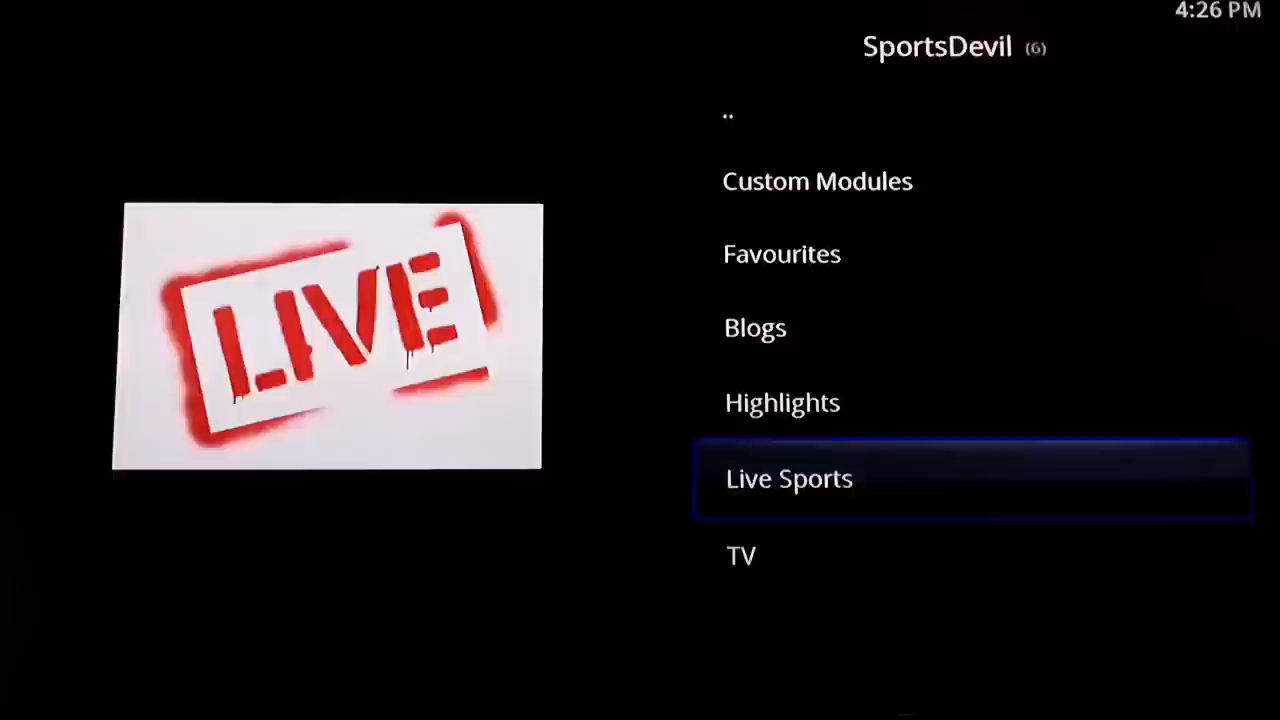 4:26 PM
SportsDevil (6)
..
Custom Modules
Favourites
Blogs
Highlights
Live Sports
TV
LIVE